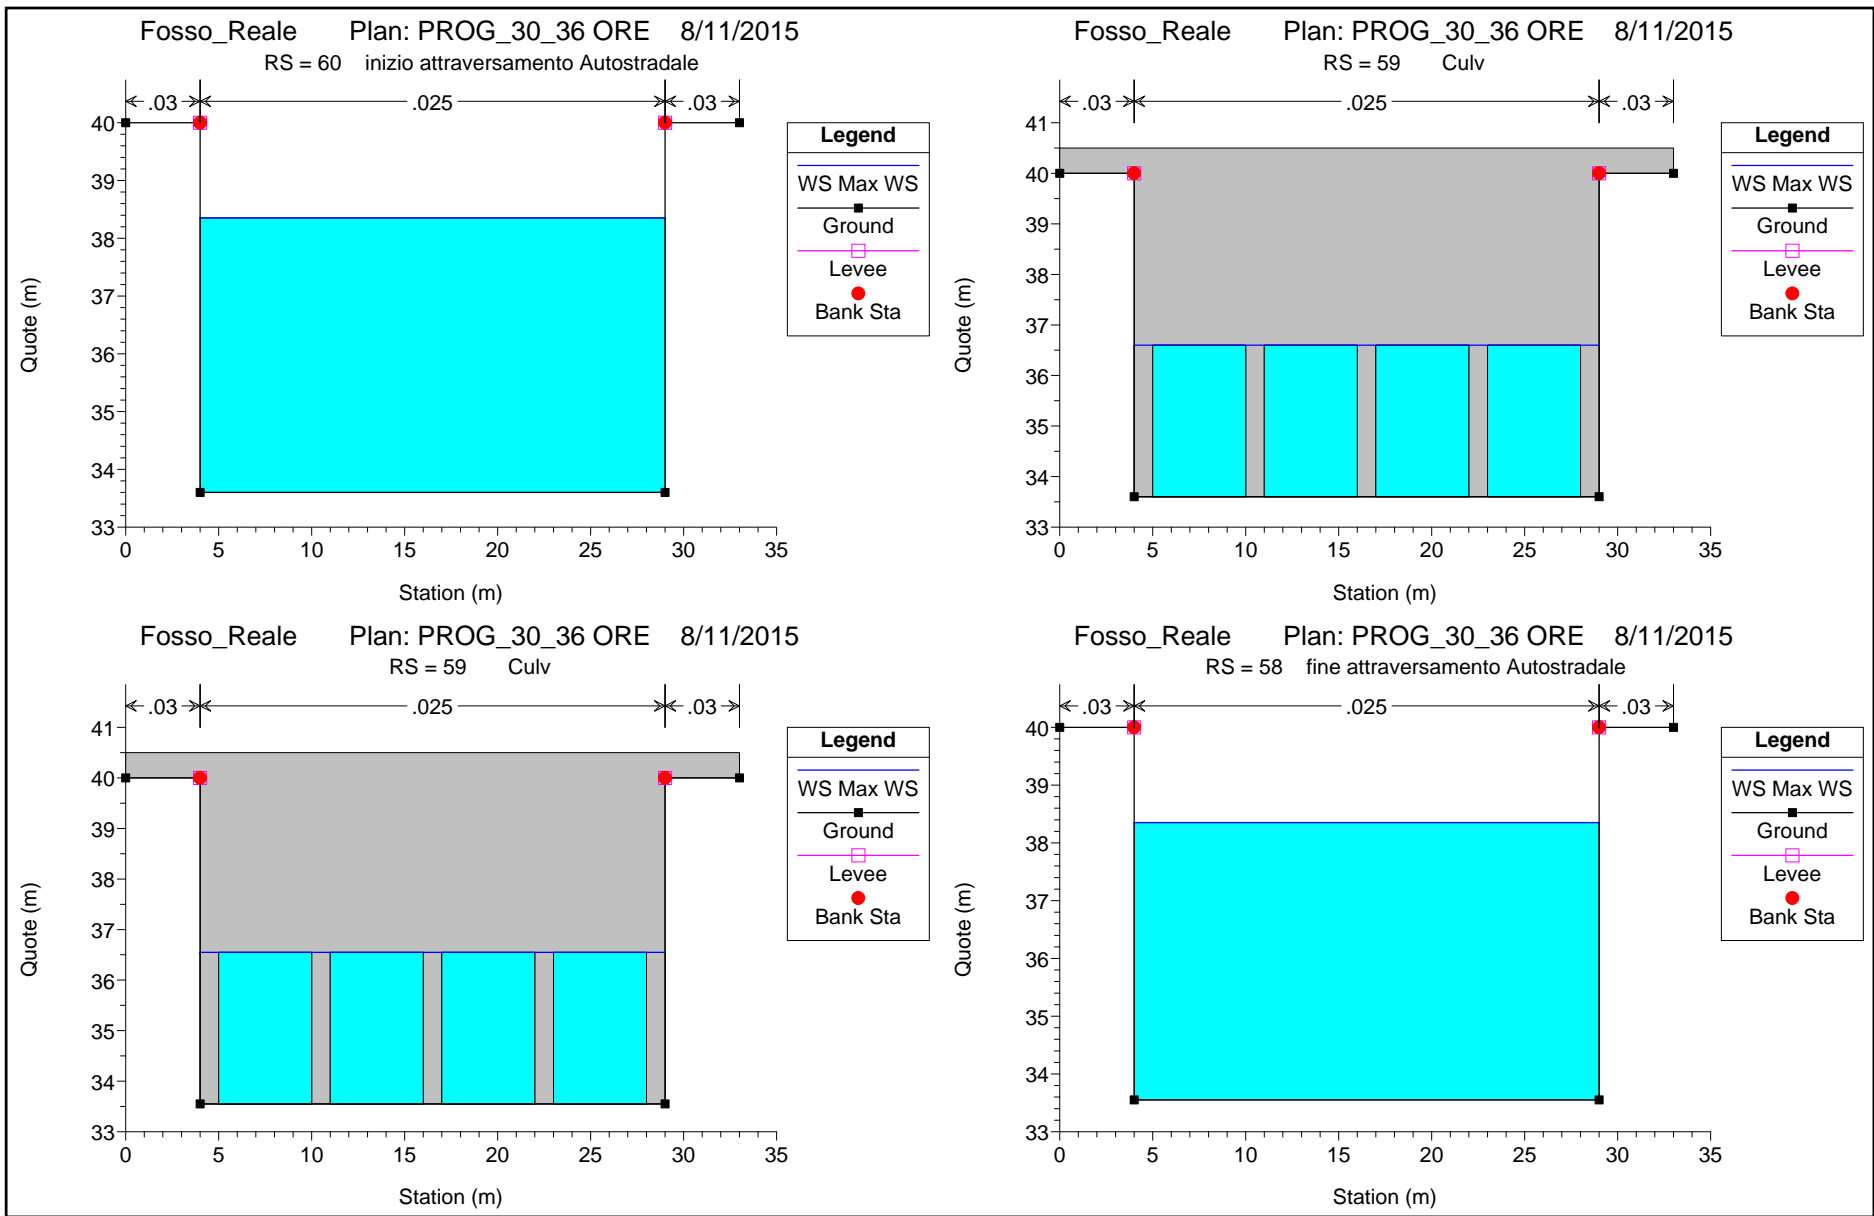 Fosso_Reale Plan: PROG_30_36 ORE 8/11/2015
RS = 60 inizio attraversamento Autostradale
.03 .025 .03
40
39
38
37
36
35
34
33
0 5 10 15 20 25 30 35
Station (m)
Quote (m)
Legend
WS Max WS
Ground
Levee
Bank Sta
Fosso_Reale Plan: PROG_30_36 ORE 8/11/2015
RS = 59 Culv
.03 .025 .03
41
40
39
38
37
36
35
34
33
0 5 10 15 20 25 30 35
Station (m)
Quote (m)
Legend
WS Max WS
Ground
Levee
Bank Sta
Fosso_Reale Plan: PROG_30_36 ORE 8/11/2015
RS = 59 Culv
.03 .025 .03
41
40
39
38
37
36
35
34
33
0 5 10 15 20 25 30 35
Station (m)
Quote (m)
Legend
WS Max WS
Ground
Levee
Bank Sta
Fosso_Reale Plan: PROG_30_36 ORE 8/11/2015
RS = 58 fine attraversamento Autostradale
.03 .025 .03
40
39
38
37
36
35
34
33
0 5 10 15 20 25 30 35
Station (m)
Quote (m)
Legend
WS Max WS
Ground
Levee
Bank Sta